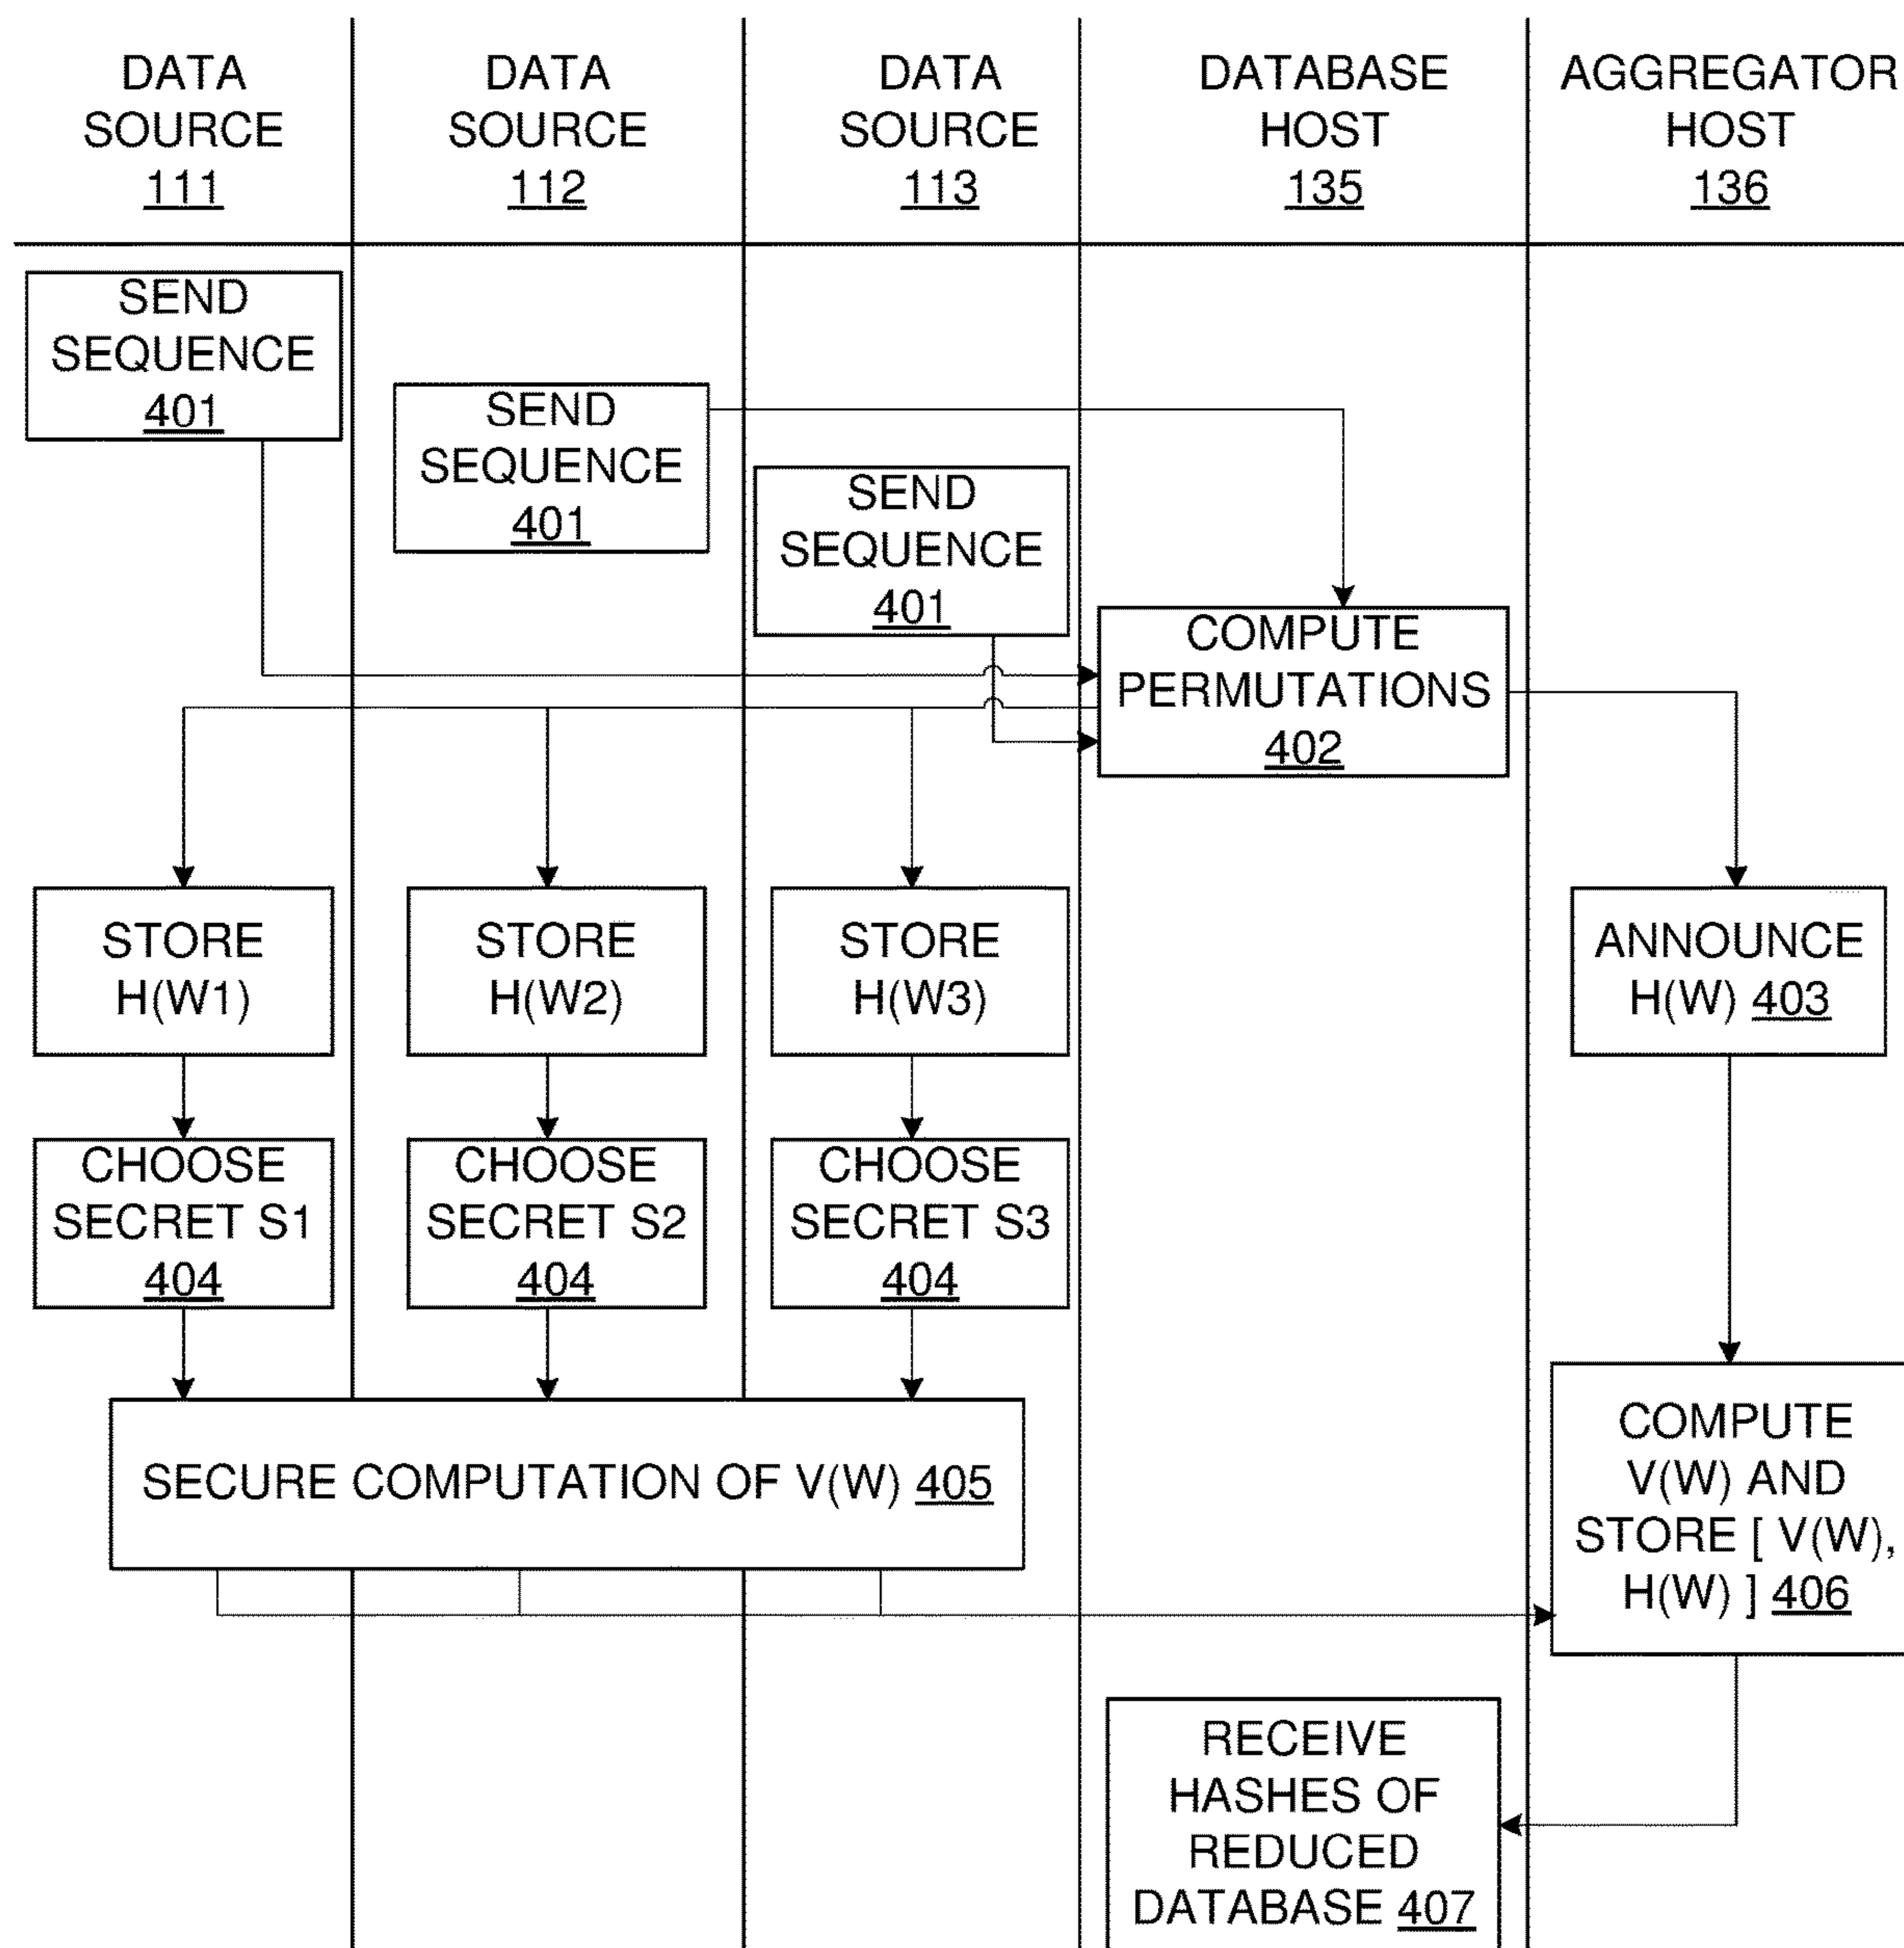 DATA
SOURCE
111
DATA
SOURCE
112
DATA
SOURCE
113
DATABASE
HOST
135
AGGREGATOR
HOST
136
SEND
SEQUENCE
401
SEND
SEQUENCE
401
SEND
SEQUENCE
401
COMPUTE
PERMUTATIONS
402
STORE
H(W1)
STORE
H(W2)
STORE
H(W3)
ANNOUNCE
H(W) 403
CHOOSE
SECRET S1
404
CHOOSE
SECRET S2
404
CHOOSE
SECRET S3
404
SECURE COMPUTATION OF V(W) 405
COMPUTE
V(W) AND
STORE [ V(W),
H(W) ] 406
RECEIVE
HASHES OF
REDUCED
DATABASE 407